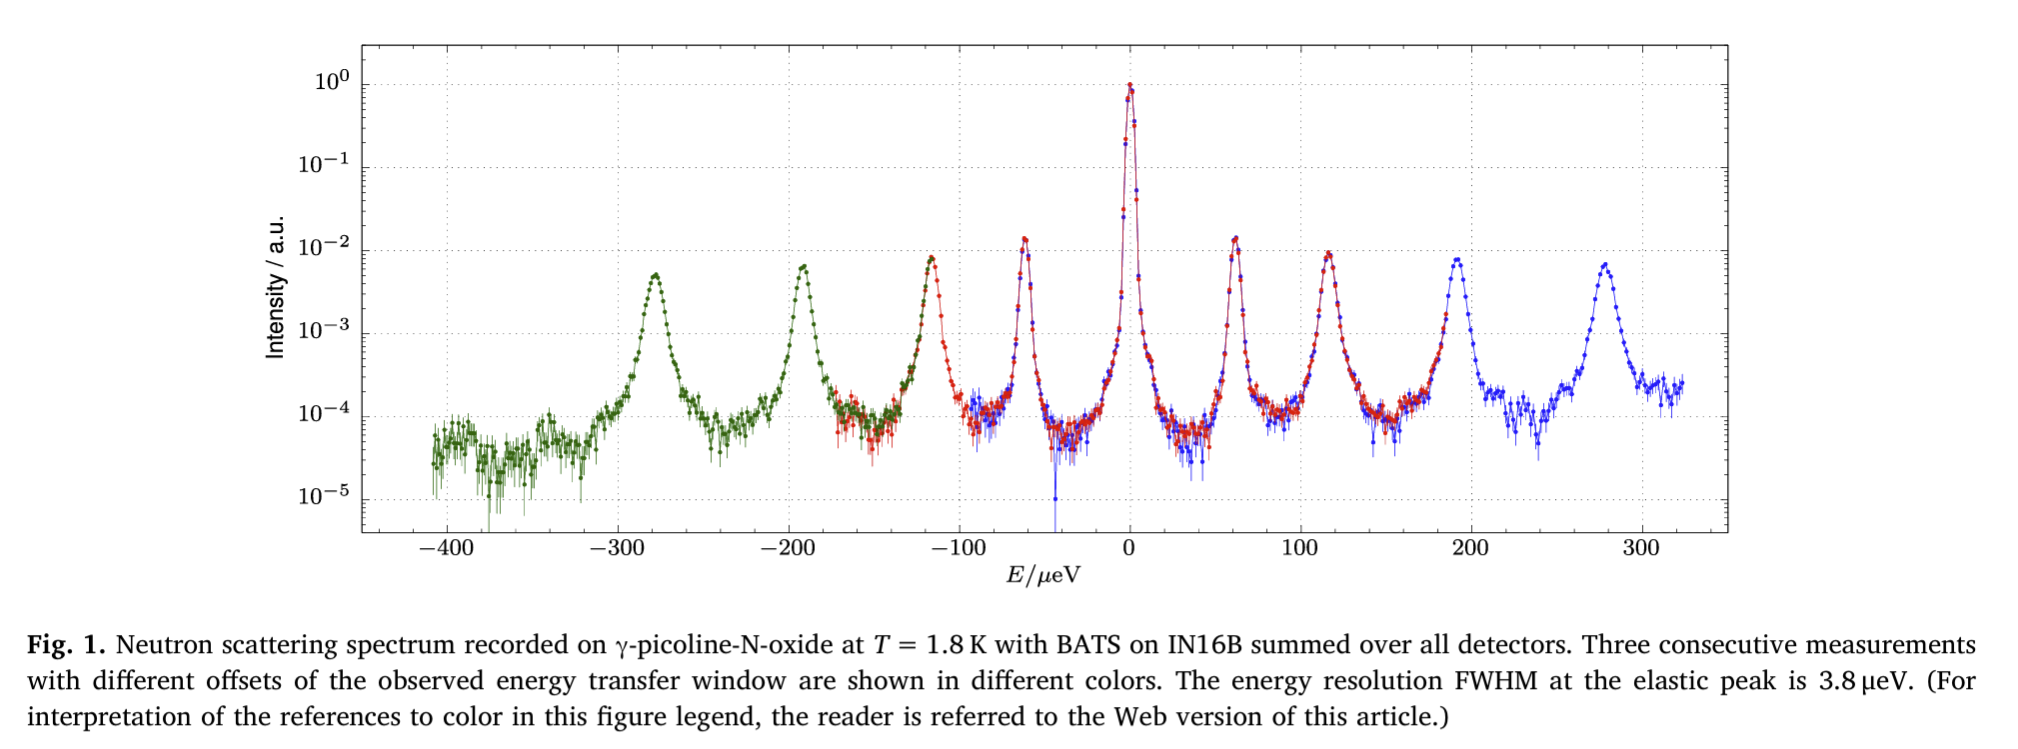 10⁰
10⁻¹
10⁻²
10⁻³
10⁻⁴
10⁻⁵
Intensity / a.u.
−400 −300 −200 −100 0 100 200 300
E/μeV
Fig. 1. Neutron scattering spectrum recorded on γ-picoline-N-oxide at T = 1.8 K with BATS on IN16B summed over all detectors. Three consecutive measurements
with different offsets of the observed energy transfer window are shown in different colors. The energy resolution FWHM at the elastic peak is 3.8 μeV. (For
interpretation of the references to color in this figure legend, the reader is referred to the Web version of this article.)